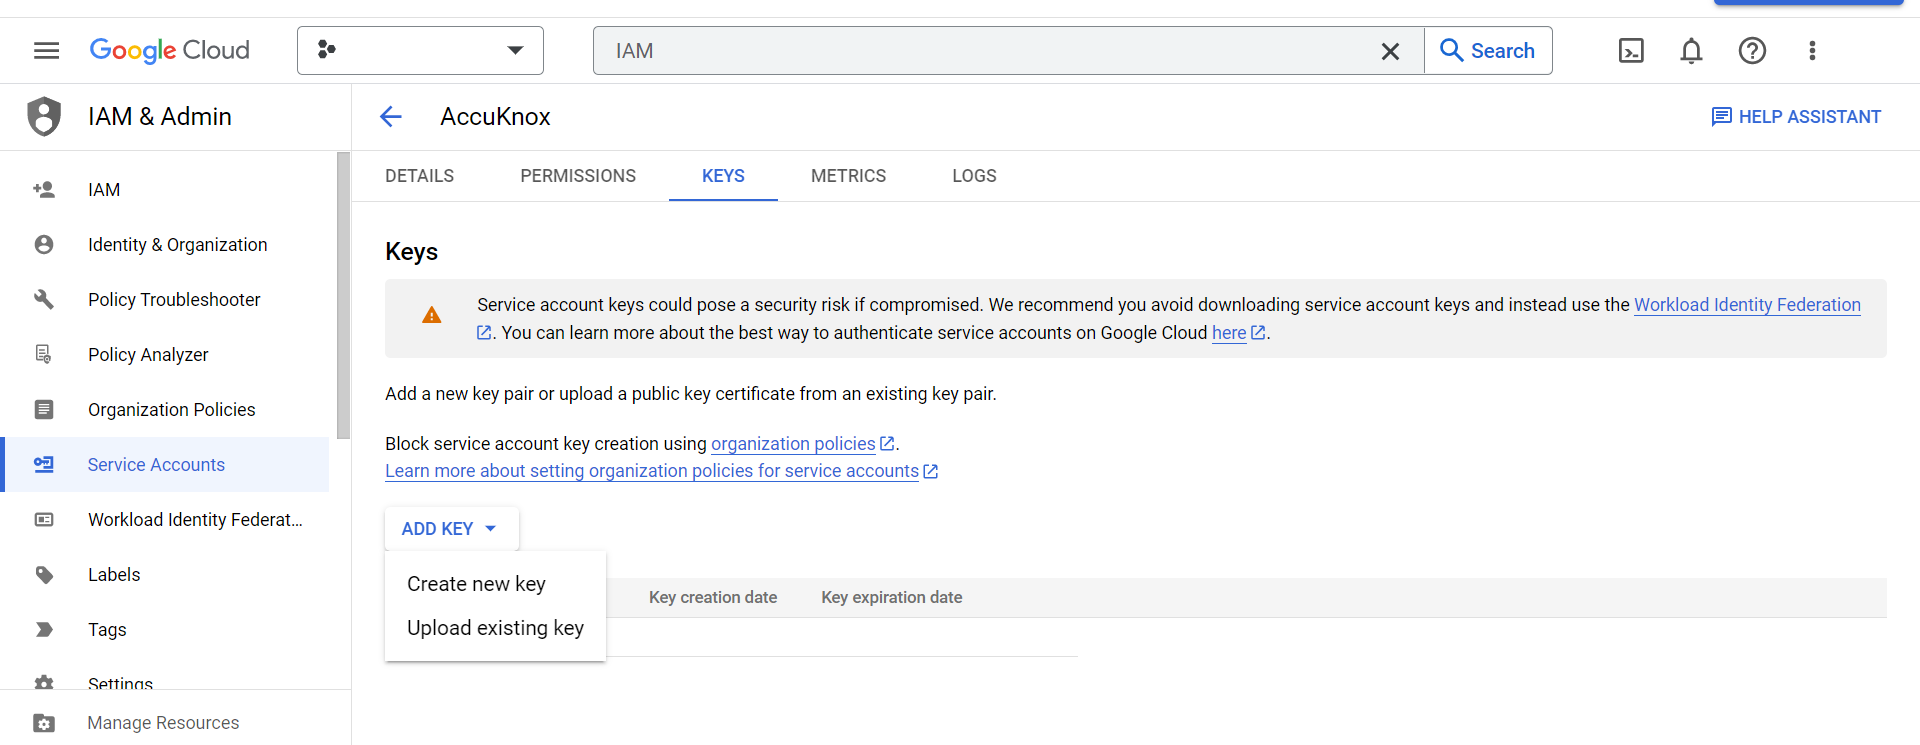 Google Cloud
IAM
Search
IAM & Admin
AccuKnox
HELP ASSISTANT
IAM
Identity & Organization
Policy Troubleshooter
Policy Analyzer
Organization Policies
Service Accounts
Workload Identity Federat...
Labels
Tags
Settings
Manage Resources
DETAILS
PERMISSIONS
KEYS
METRICS
LOGS
Keys
Service account keys could pose a security risk if compromised. We recommend you avoid downloading service account keys and instead use the Workload Identity Federation
. You can learn more about the best way to authenticate service accounts on Google Cloud here .
Add a new key pair or upload a public key certificate from an existing key pair.
Block service account key creation using organization policies .
Learn more about setting organization policies for service accounts
ADD KEY
Create new key
Upload existing key
Key creation date
Key expiration date